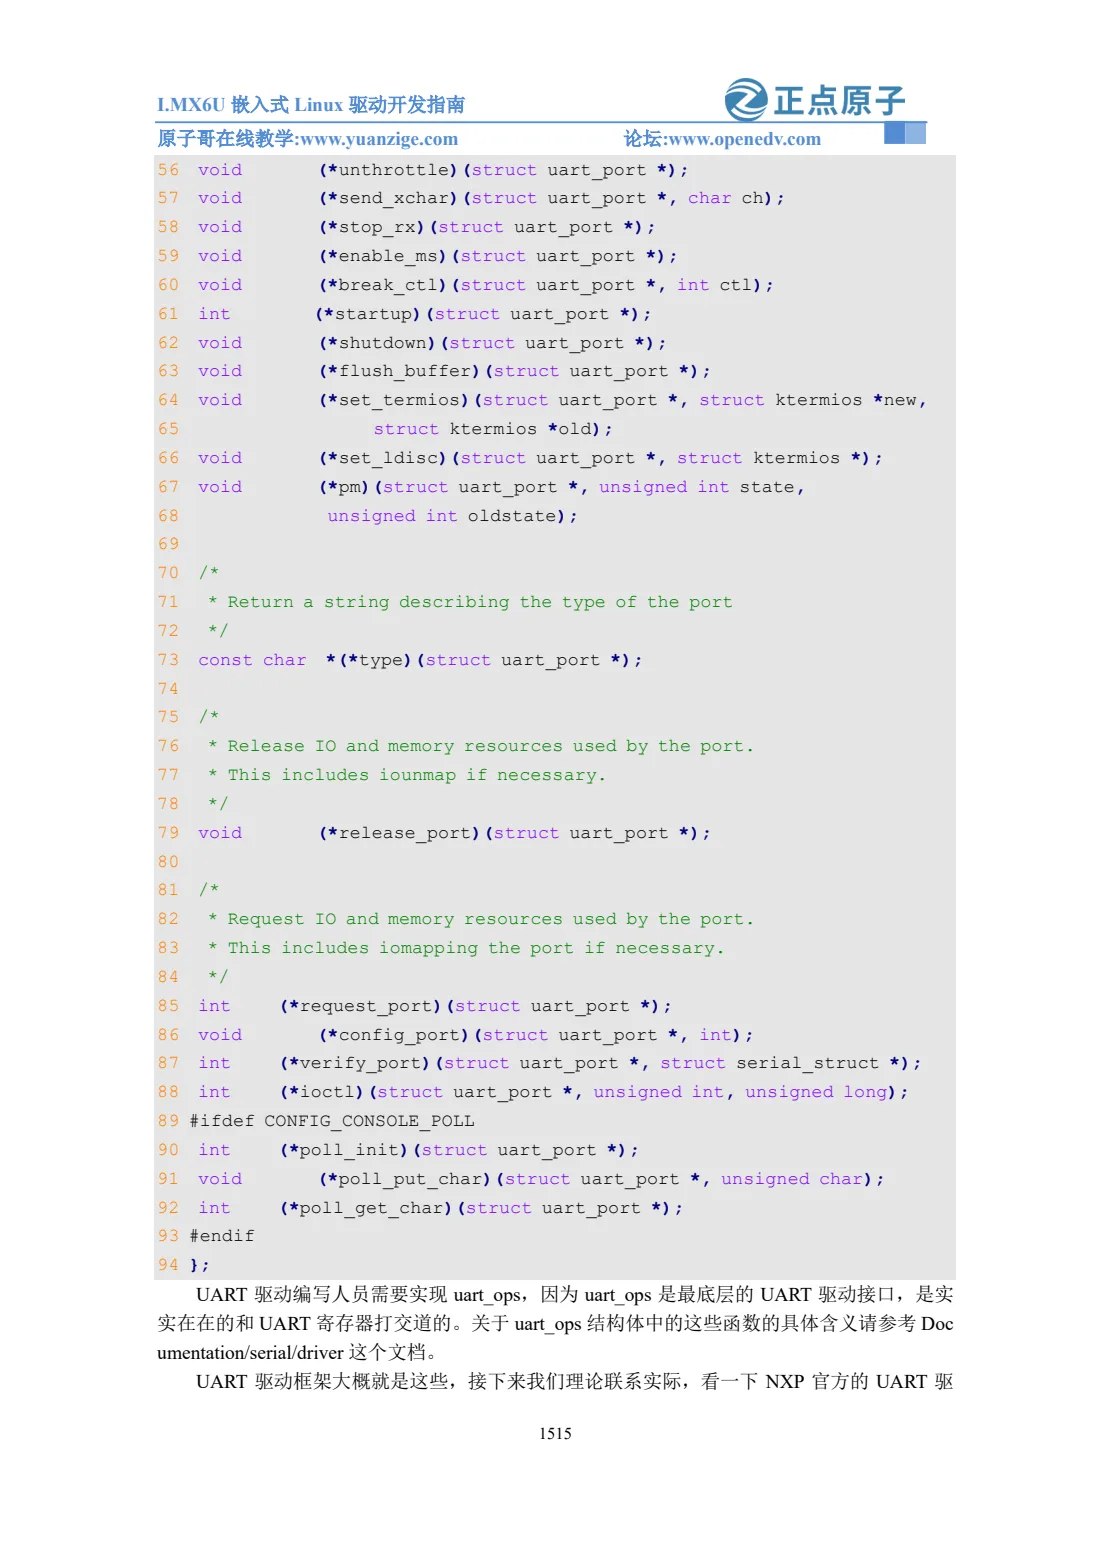 I.MX6U 嵌入式 Linux 驱动开发指南
正点原子
原子哥在线教学:www.yuanzige.com 论坛:www.openedv.com
56 void (*unthrottle)(struct uart_port *);
57 void (*send_xchar)(struct uart_port *, char ch);
58 void (*stop_rx)(struct uart_port *);
59 void (*enable_ms)(struct uart_port *);
60 void (*break_ctl)(struct uart_port *, int ctl);
61 int (*startup)(struct uart_port *);
62 void (*shutdown)(struct uart_port *);
63 void (*flush_buffer)(struct uart_port *);
64 void (*set_termios)(struct uart_port *, struct ktermios *new,
65 struct ktermios *old);
66 void (*set_ldisc)(struct uart_port *, struct ktermios *);
67 void (*pm)(struct uart_port *, unsigned int state,
68 unsigned int oldstate);
69
70 /*
71 * Return a string describing the type of the port
72 */
73 const char *(*type)(struct uart_port *);
74
75 /*
76 * Release IO and memory resources used by the port.
77 * This includes iounmap if necessary.
78 */
79 void (*release_port)(struct uart_port *);
80
81 /*
82 * Request IO and memory resources used by the port.
83 * This includes iomapping the port if necessary.
84 */
85 int (*request_port)(struct uart_port *);
86 void (*config_port)(struct uart_port *, int);
87 int (*verify_port)(struct uart_port *, struct serial_struct *);
88 int (*ioctl)(struct uart_port *, unsigned int, unsigned long);
89 #ifdef CONFIG_CONSOLE_POLL
90 int (*poll_init)(struct uart_port *);
91 void (*poll_put_char)(struct uart_port *, unsigned char);
92 int (*poll_get_char)(struct uart_port *);
93 #endif
94 };
UART 驱动编写人员需要实现 uart_ops，因为 uart_ops 是最底层的 UART 驱动接口，是实
实在在的和 UART 寄存器打交道的。关于 uart_ops 结构体中的这些函数的具体含义请参考 Doc
umentation/serial/driver 这个文档。
UART 驱动框架大概就是这些，接下来我们理论联系实际，看一下 NXP 官方的 UART 驱
1515